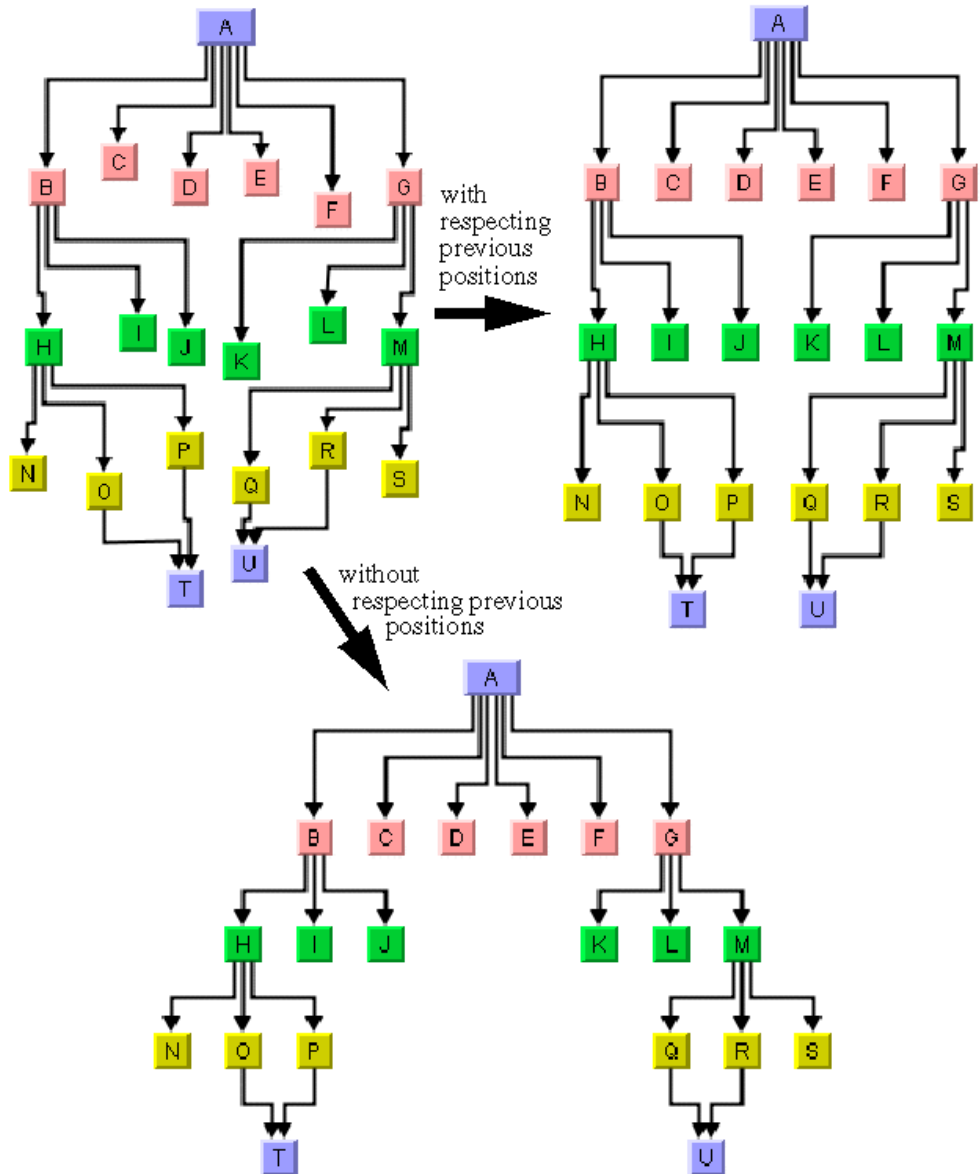 A
A
C
E
D
B
F
G
B
C
D
E
F
G
with
respecting
previous
positions
I
L
H
J
K
M
H
I
J
K
L
M
P
R
N
O
Q
S
N
O
P
Q
R
S
U
T
T
U
without
respecting previous
positions
A
B
C
D
E
F
G
H
I
J
K
L
M
N
O
P
Q
R
S
T
U